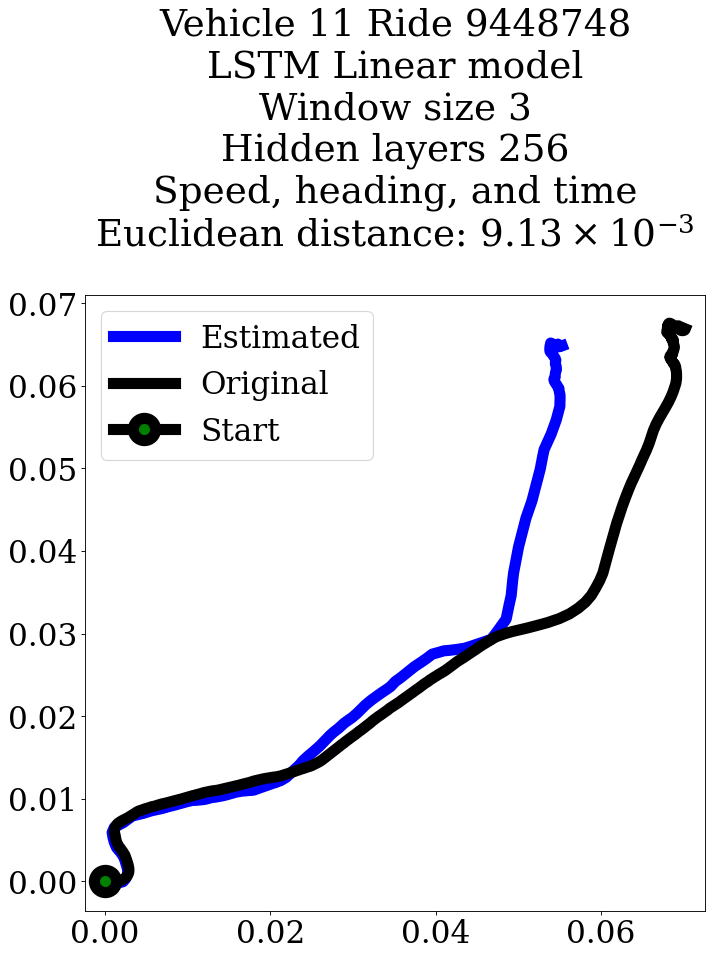 Vehicle 11 Ride 9448748
LSTM Linear model
Window size 3
Hidden layers 256
Speed, heading, and time
Euclidean distance: 9.13 × 10⁻³
0.07
0.06
0.05
0.04
0.03
0.02
0.01
0.00
Estimated
Original
Start
0.00 0.02 0.04 0.06